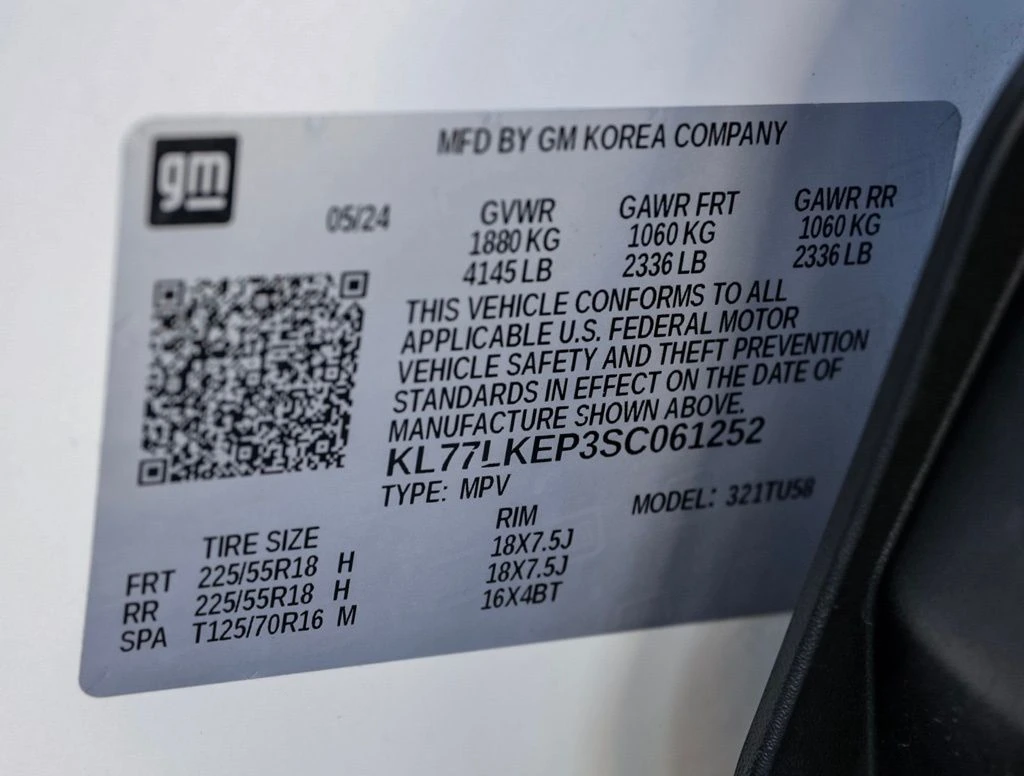 gm
MFD BY GM KOREA COMPANY
05/24 GVWR GAWR FRT GAWR RR
1880 KG 1060 KG 1060 KG
4145 LB 2336 LB 2336 LB
THIS VEHICLE CONFORMS TO ALL
APPLICABLE U.S. FEDERAL MOTOR
VEHICLE SAFETY AND THEFT PREVENTION
STANDARDS IN EFFECT ON THE DATE OF
MANUFACTURE SHOWN ABOVE.
KL77LKEP3SC061252
TYPE: MPV MODEL: 321TU58
TIRE SIZE RIM
FRT 225/55R18 H 18X7.5J
RR 225/55R18 H 18X7.5J
SPA T125/70R16 M 16X4BT